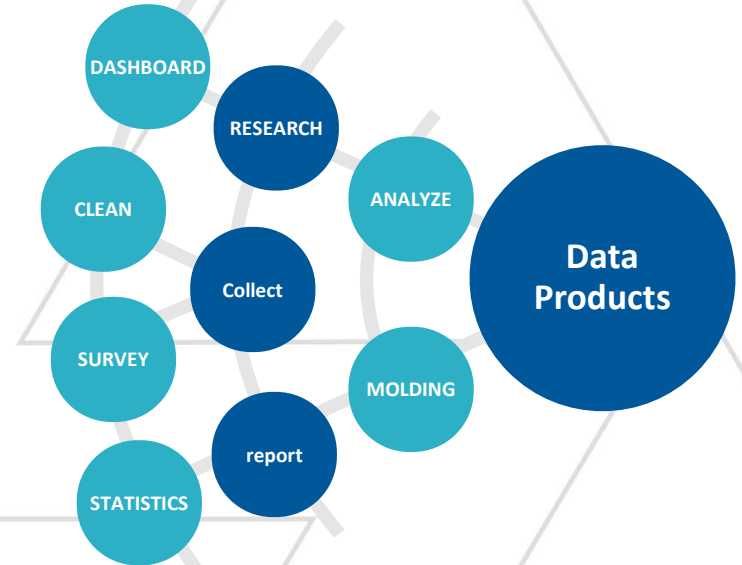 DASHBOARD
RESEARCH
ANALYZE
CLEAN
Data
Products
Collect
SURVEY
MOLDING
report
STATISTICS